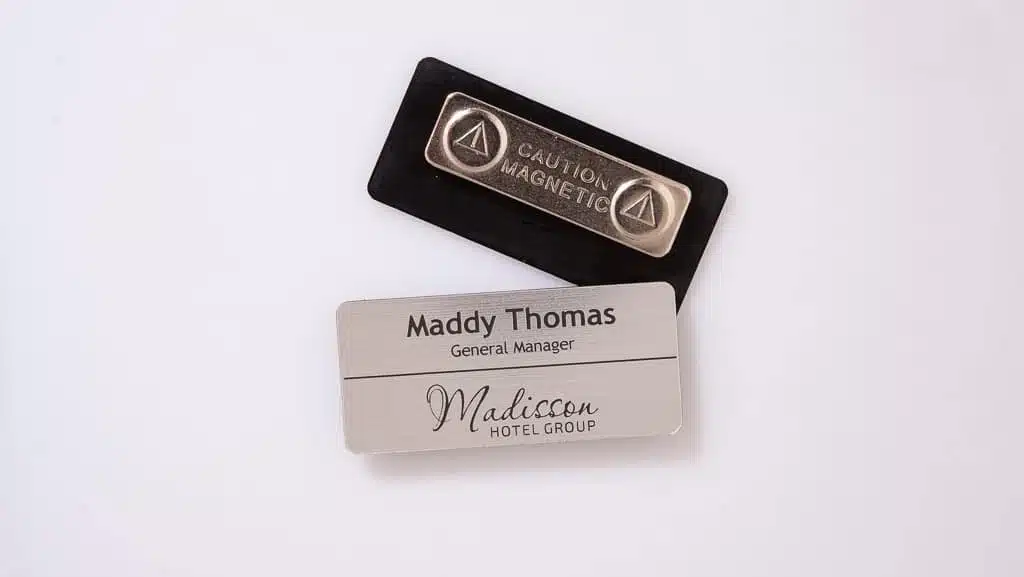 CAUTION
MAGNETIC
Maddy Thomas
General Manager
Madisson
HOTEL GROUP